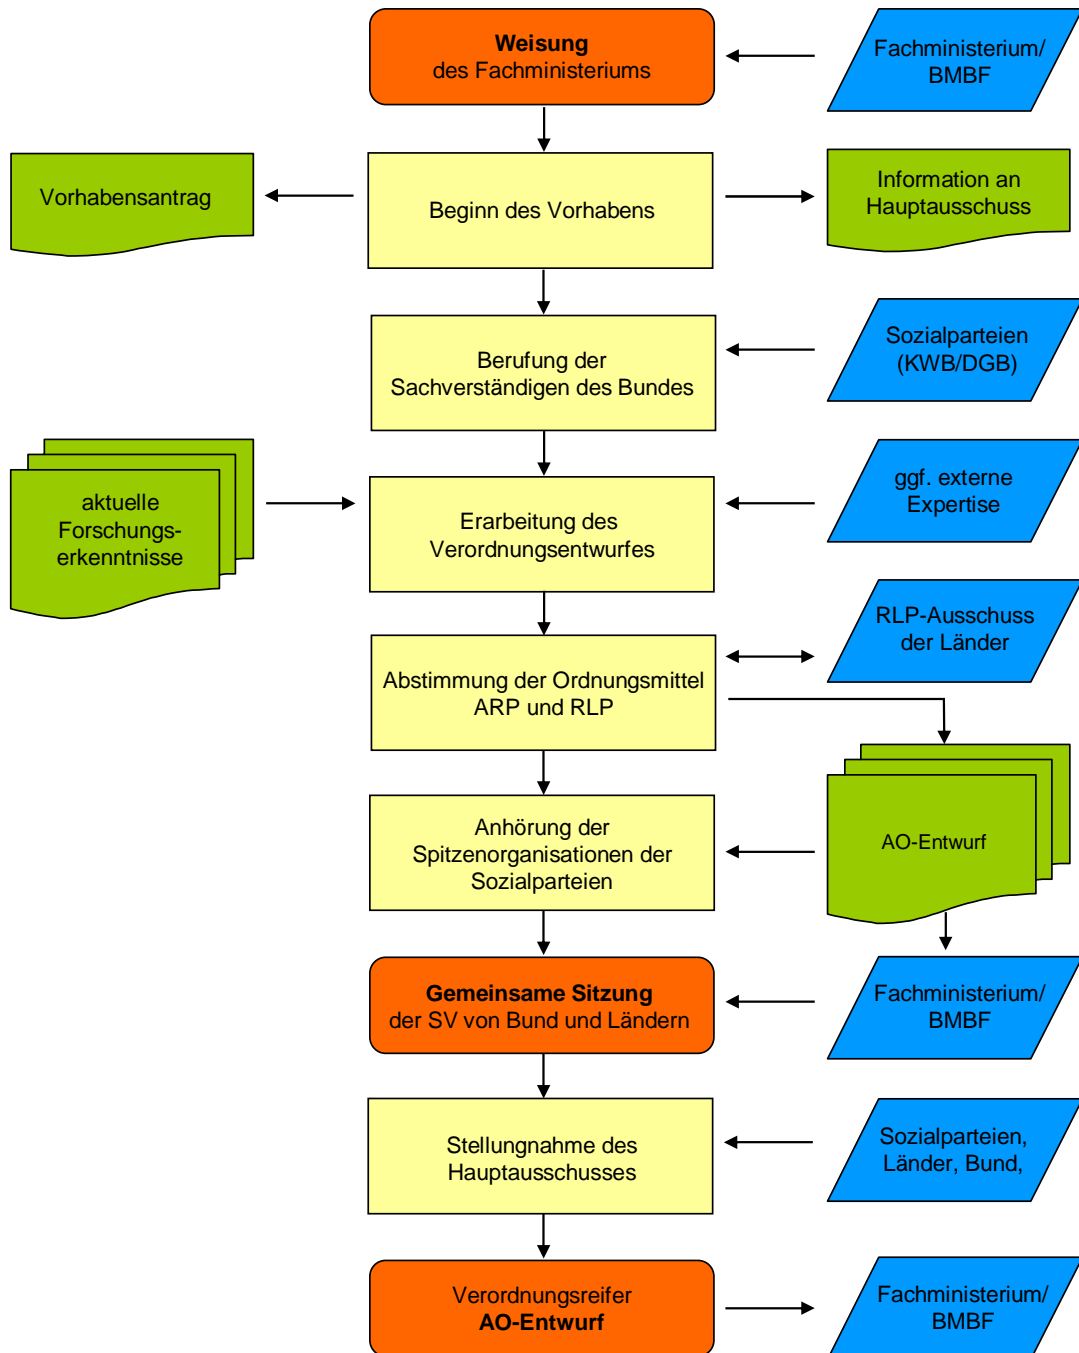 Weisung
des Fachministeriums
Fachministerium/
BMBF
Vorhabensantrag
Beginn des Vorhabens
Information an
Hauptausschuss
Berufung der
Sachverständigen des Bundes
Sozialparteien
(KWB/DGB)
aktuelle
Forschungs-
erkenntnisse
Erarbeitung des
Verordnungsentwurfes
ggf. externe
Expertise
Abstimmung der Ordnungsmittel
ARP und RLP
RLP-Ausschuss
der Länder
Anhörung der
Spitzenorganisationen der
Sozialparteien
AO-Entwurf
Gemeinsame Sitzung
der SV von Bund und Ländern
Fachministerium/
BMBF
Stellungnahme des
Hauptausschusses
Sozialparteien,
Länder, Bund,
Verordnungsreifer
AO-Entwurf
Fachministerium/
BMBF